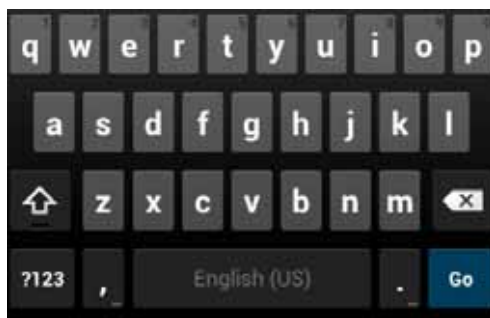 q w e r t y u i o p
a s d f g h j k l
z x c v b n m
?123 , English (US) . Go